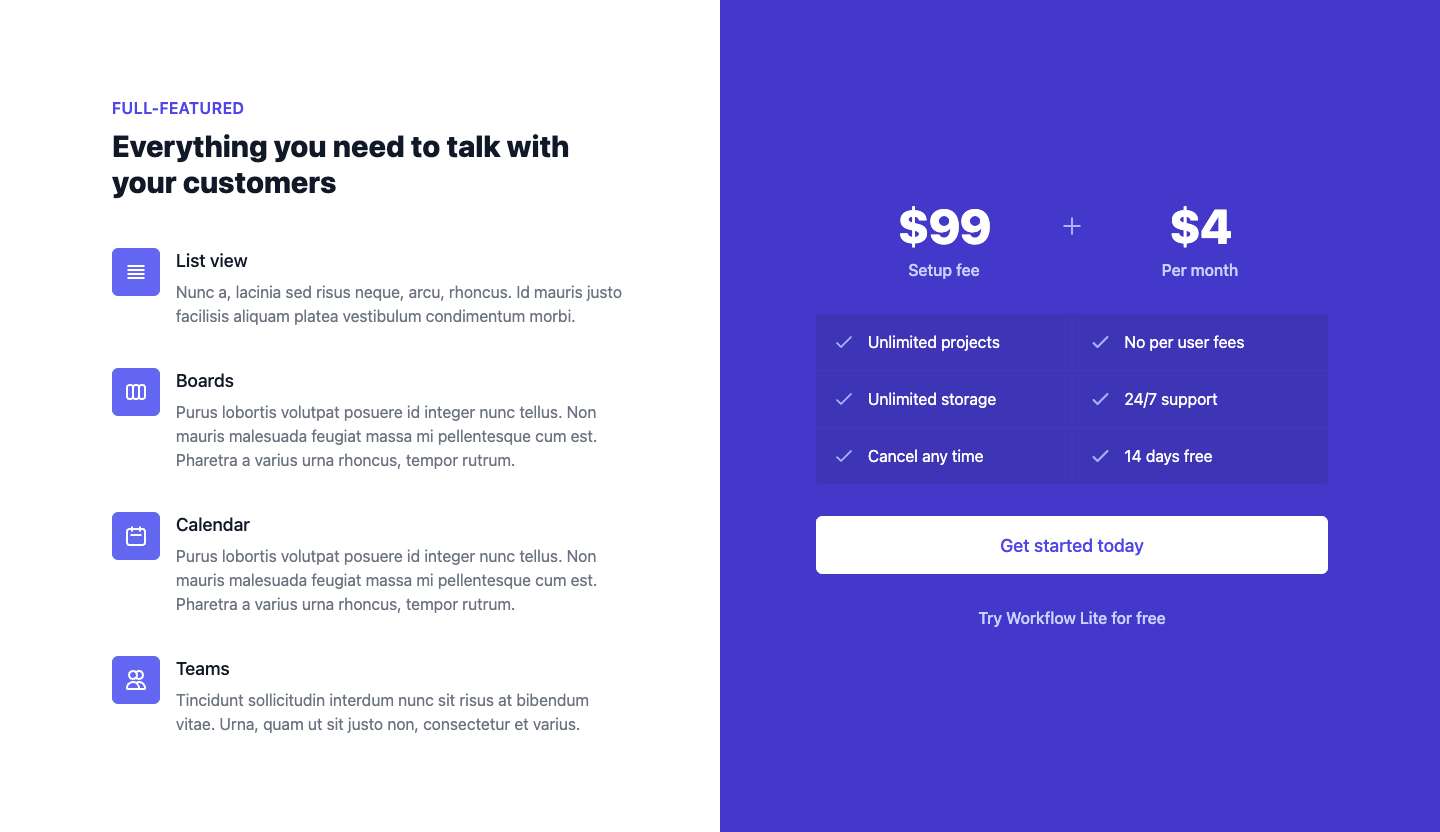 FULL-FEATURED
Everything you need to talk with
your customers
List view
Nunc a, lacinia sed risus neque, arcu, rhoncus. Id mauris justo
facilisis aliquam platea vestibulum condimentum morbi.
Boards
Purus lobortis volutpat posuere id integer nunc tellus. Non
mauris malesuada feugiat massa mi pellentesque cum est.
Pharetra a varius urna rhoncus, tempor rutrum.
Calendar
Purus lobortis volutpat posuere id integer nunc tellus. Non
mauris malesuada feugiat massa mi pellentesque cum est.
Pharetra a varius urna rhoncus, tempor rutrum.
Teams
Tincidunt sollicitudin interdum nunc sit risus at bibendum
vitae. Urna, quam ut sit justo non, consectetur et varius.
$99 + $4
Setup fee Per month
Unlimited projects No per user fees
Unlimited storage 24/7 support
Cancel any time 14 days free
Get started today
Try Workflow Lite for free